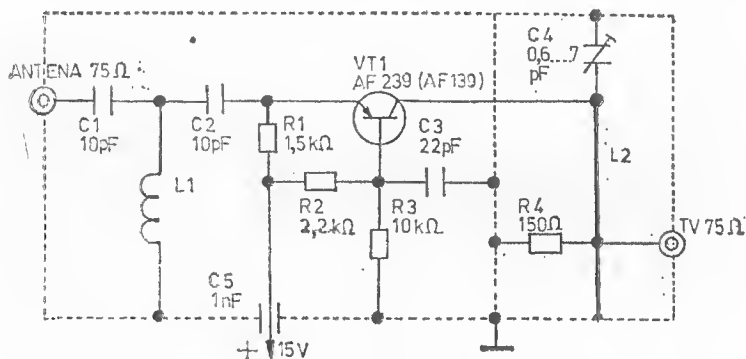 ANTENA 75Ω
C1
10pF
C2
10pF
L1
R1
1,5kΩ
VT1
AF 239 (AF139)
C3
22pF
C4
0,6...7
pF
L2
R2
2,2kΩ
R3
10kΩ
R4
150Ω
TV 75Ω
C5
1nF
+ 15V